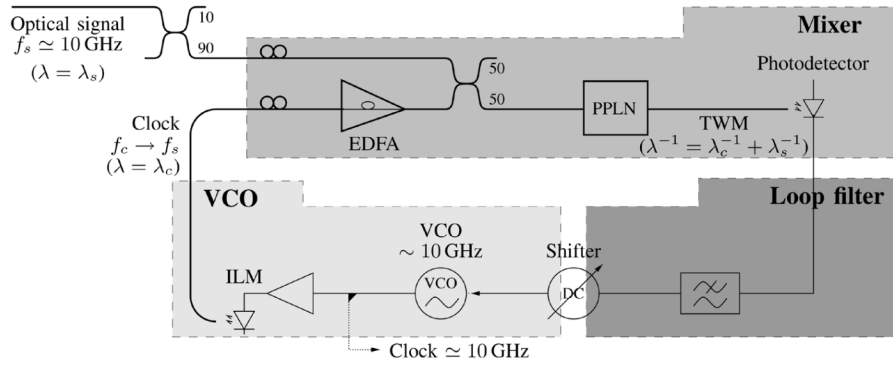 Optical signal
f_s ≃ 10 GHz
(λ = λ_s)
10
90
Mixer
Photodetector
50
50
PPLN
TWM
(λ^{-1} = λ_c^{-1} + λ_s^{-1})
EDFA
Clock
f_c → f_s
(λ = λ_c)
VCO
Loop filter
VCO
∼ 10 GHz
Shifter
ILM
VCO
DC
Clock ≃ 10 GHz